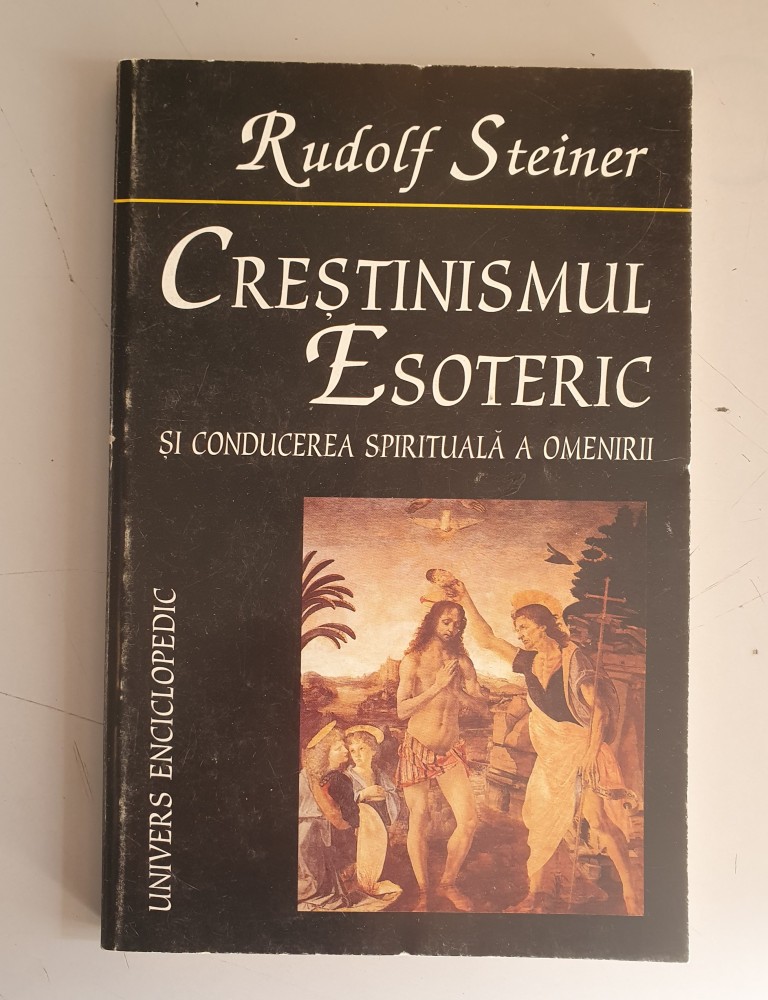 Rudolf Steiner
CREȘTINISMUL
ESOTERIC
ȘI CONDUCEREA SPIRITUALĂ A OMENIRII
UNIVERS ENCICLOPEDIC